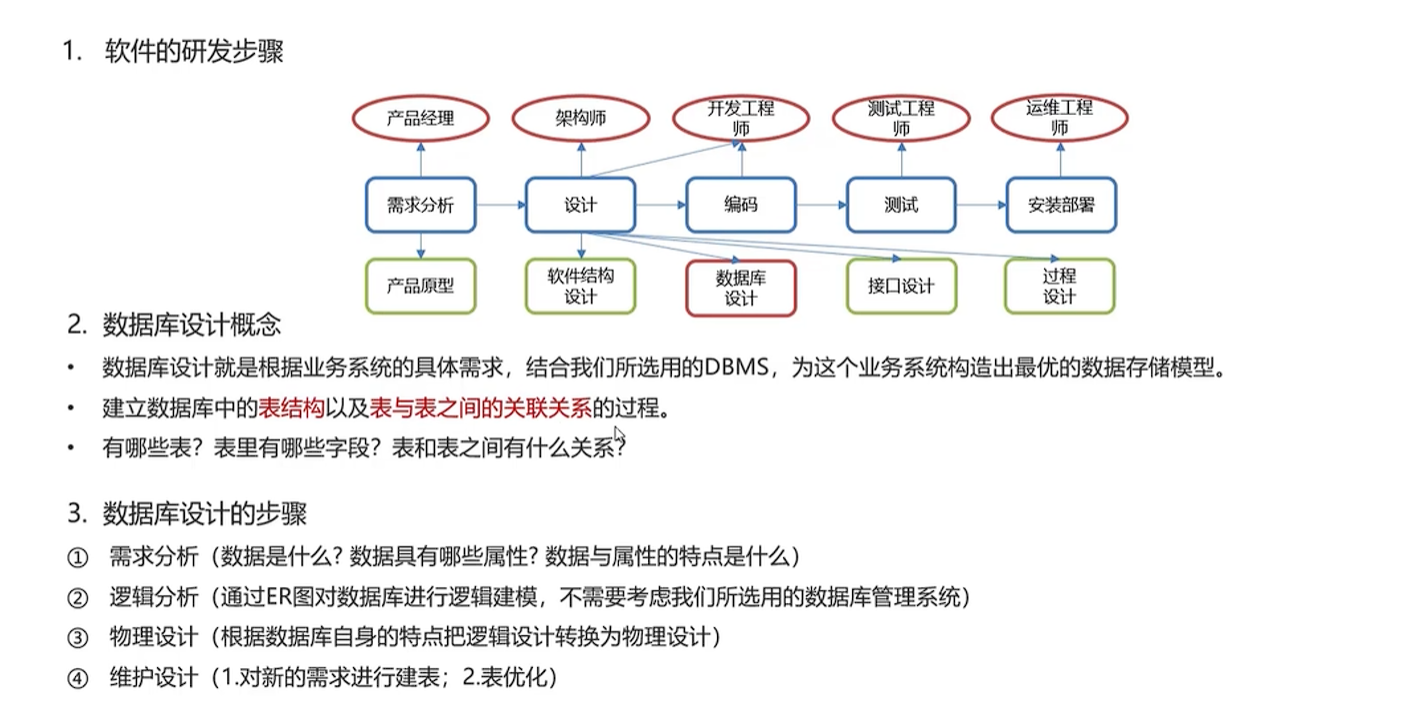 1. 软件的研发步骤
产品经理
架构师
开发工程
师
测试工程
师
运维工程
师
需求分析
设计
编码
测试
安装部署
产品原型
软件结构
设计
数据库
设计
接口设计
过程
设计
2. 数据库设计概念
• 数据库设计就是根据业务系统的具体需求，结合我们所选用的DBMS，为这个业务系统构造出最优的数据存储模型。
• 建立数据库中的表结构以及表与表之间的关联关系的过程。
• 有哪些表？表里有哪些字段？表和表之间有什么关系？
3. 数据库设计的步骤
① 需求分析（数据是什么? 数据具有哪些属性? 数据与属性的特点是什么）
② 逻辑分析（通过ER图对数据库进行逻辑建模，不需要考虑我们所选用的数据库管理系统）
③ 物理设计（根据数据库自身的特点把逻辑设计转换为物理设计）
④ 维护设计（1.对新的需求进行建表；2.表优化）